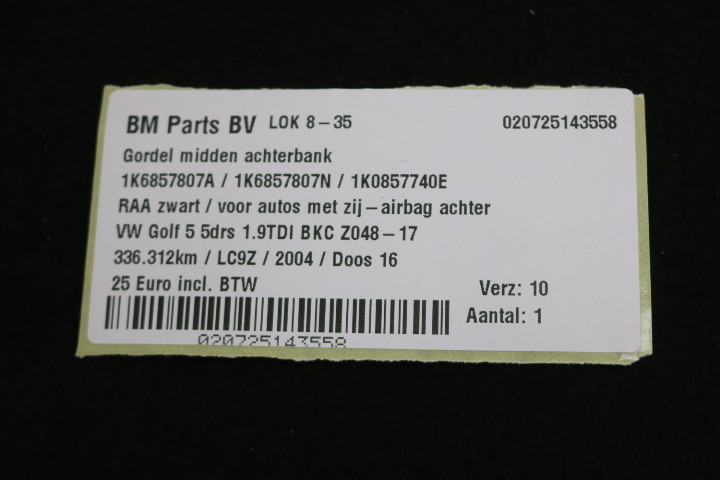 BM Parts BV LOK 8-35 020725143558
Gordel midden achterbank
1K6857807A / 1K6857807N / 1K0857740E
RAA zwart / voor autos met zij-airbag achter
VW Golf 5 5drs 1.9TDI BKC Z048-17
336.312km / LC9Z / 2004 / Doos 16
25 Euro incl. BTW Verz: 10
Aantal: 1
020725143558